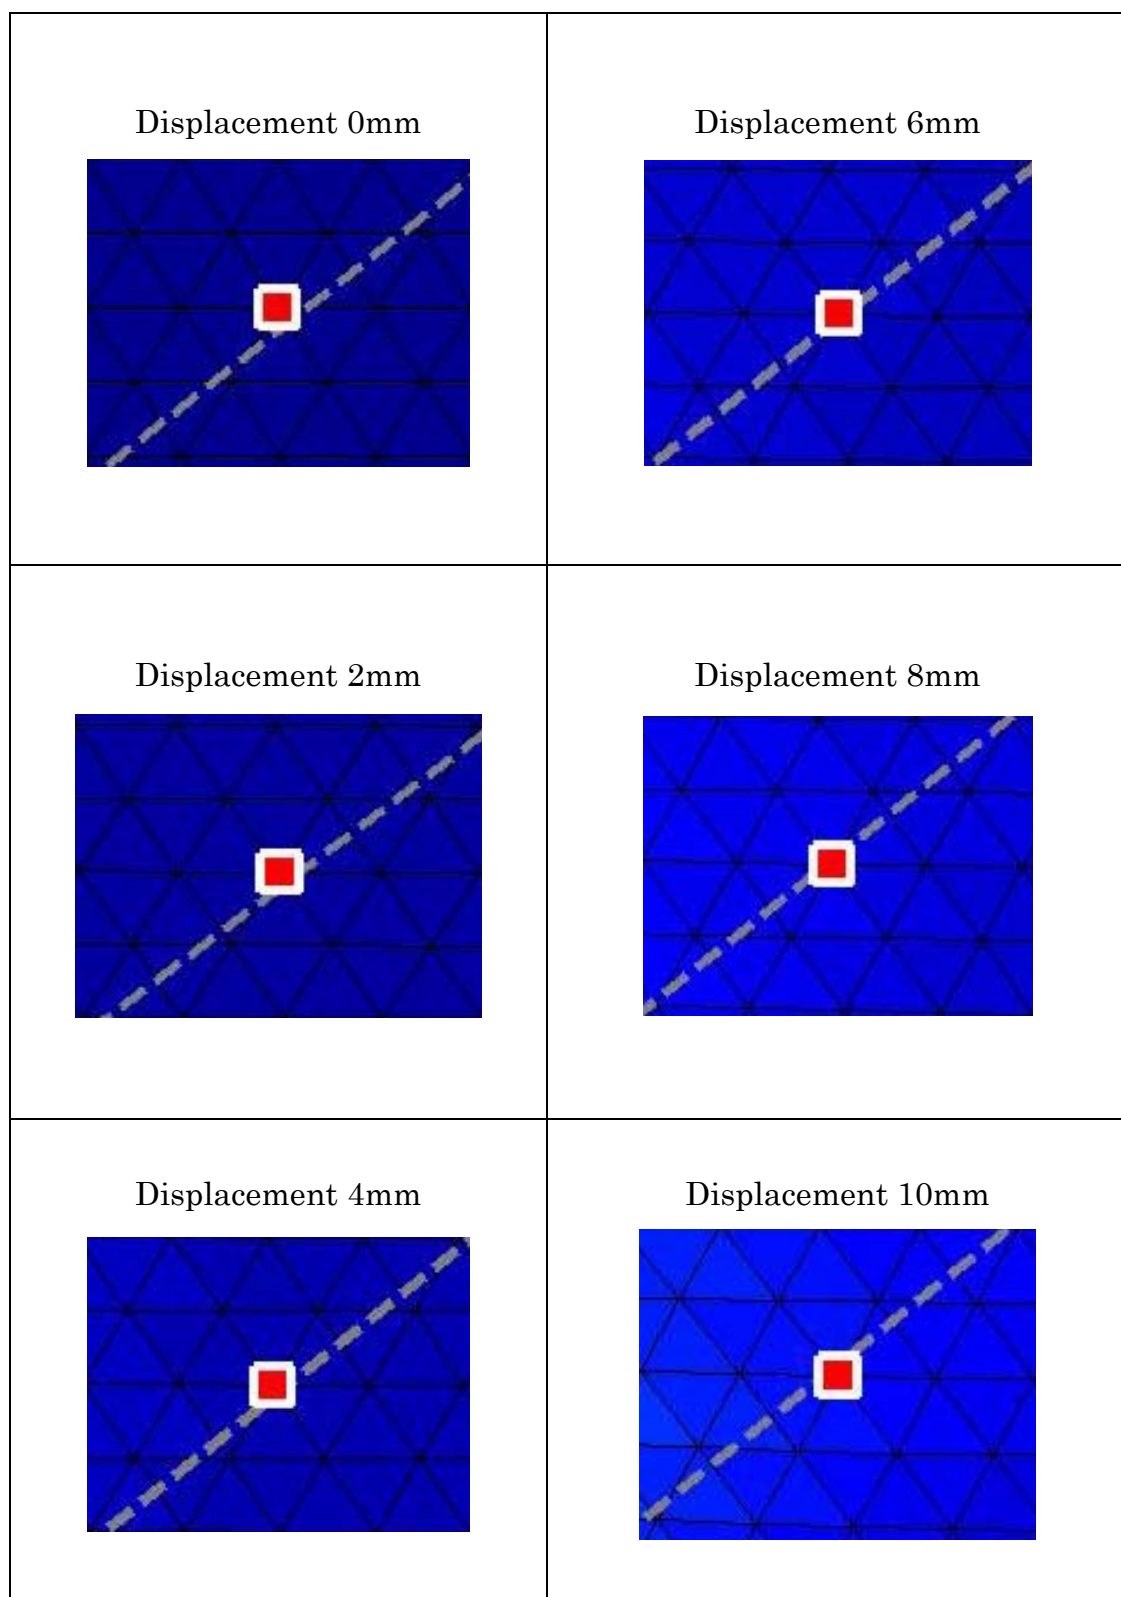 Displacement 0mm
Displacement 6mm
Displacement 2mm
Displacement 8mm
Displacement 4mm
Displacement 10mm